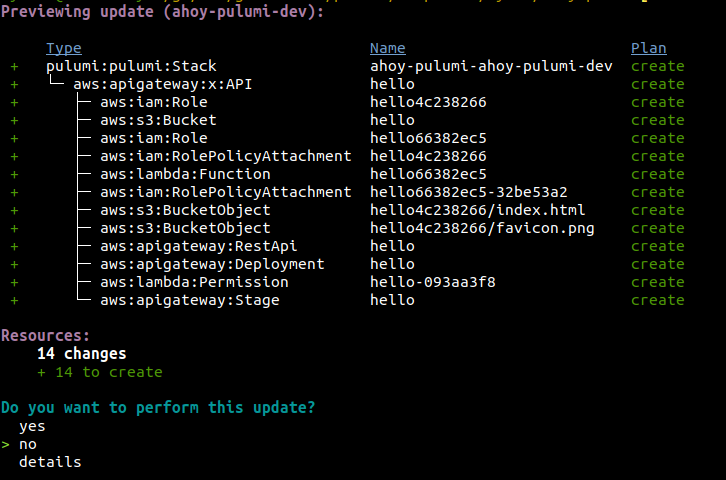 Previewing update (ahoy-pulumi-dev):
Type Name Plan
+ pulumi:pulumi:Stack ahoy-pulumi-ahoy-pulumi-dev create
+ └─ aws:apigateway:x:API hello create
+ ├─ aws:iam:Role hello4c238266 create
+ ├─ aws:s3:Bucket hello create
+ ├─ aws:iam:Role hello66382ec5 create
+ ├─ aws:iam:RolePolicyAttachment hello4c238266 create
+ ├─ aws:lambda:Function hello66382ec5 create
+ ├─ aws:iam:RolePolicyAttachment hello66382ec5-32be53a2 create
+ ├─ aws:s3:BucketObject hello4c238266/index.html create
+ ├─ aws:s3:BucketObject hello4c238266/favicon.png create
+ ├─ aws:apigateway:RestApi hello create
+ ├─ aws:apigateway:Deployment hello create
+ ├─ aws:lambda:Permission hello-093aa3f8 create
+ └─ aws:apigateway:Stage hello create
Resources:
14 changes
+ 14 to create
Do you want to perform this update?
yes
> no
details